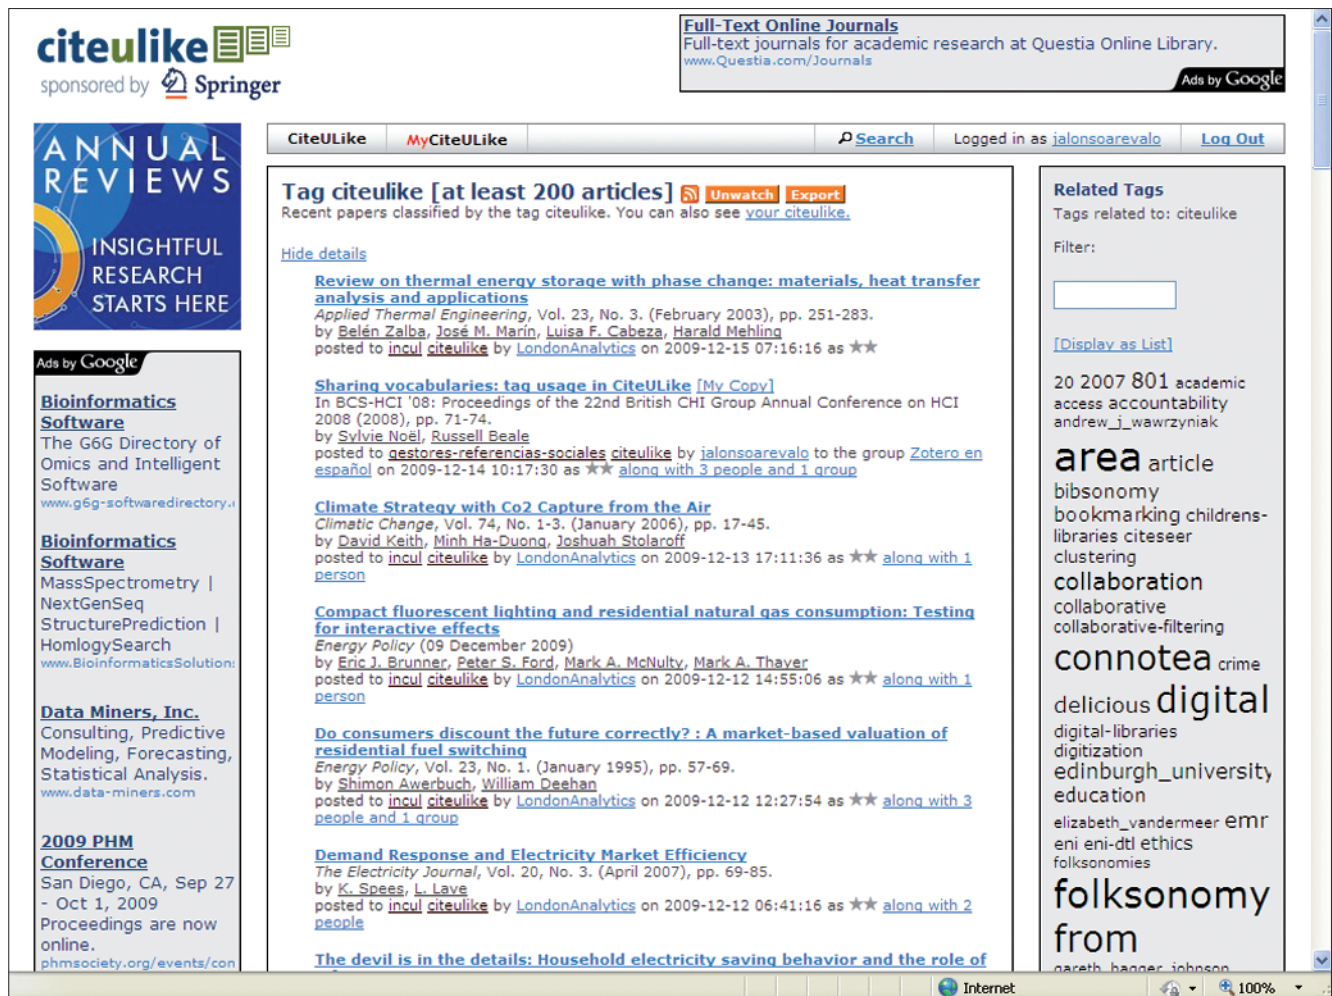 citeulike
sponsored by Springer
Full-Text Online Journals
Full-text journals for academic research at Questia Online Library.
www.Questia.com/Journals
Ads by Google
CiteULike MyCiteULike Search Logged in as jalonsoarevalo Log Out
ANNUAL
REVIEWS
INSIGHTFUL
RESEARCH
STARTS HERE
Ads by Google
Bioinformatics
Software
The G6G Directory of
Omics and Intelligent
Software
www.g6g-softwaredirectory.
Bioinformatics
Software
MassSpectrometry |
NextGenSeq
StructurePrediction |
HomlogySearch
www.BioinformaticsSolution
Data Miners, Inc.
Consulting, Predictive
Modeling, Forecasting,
Statistical Analysis.
www.data-miners.com
2009 PHM
Conference
San Diego, CA, Sep 27
- Oct 1, 2009
Proceedings are now
online.
phmsociety.org/events/con
Tag citeulike [at least 200 articles] Unwatch Export
Recent papers classified by the tag citeulike. You can also see your citeulike.
Hide details
Review on thermal energy storage with phase change: materials, heat transfer
analysis and applications
Applied Thermal Engineering, Vol. 23, No. 3. (February 2003), pp. 251-283.
by Belén Zalba, José M. Marín, Luisa F. Cabeza, Harald Mehling
posted to incul citeulike by LondonAnalytics on 2009-12-15 07:16:16 as ★★
Sharing vocabularies: tag usage in CiteULike [My Copy]
In BCS-HCI '08: Proceedings of the 22nd British CHI Group Annual Conference on HCI
2008 (2008), pp. 71-74.
by Sylvie Noël, Russell Beale
posted to gestores-referencias-sociales citeulike by jalonsoarevalo to the group Zotero en
español on 2009-12-14 10:17:30 as ★★ along with 3 people and 1 group
Climate Strategy with Co2 Capture from the Air
Climatic Change, Vol. 74, No. 1-3. (January 2006), pp. 17-45.
by David Keith, Minh Ha-Duong, Joshuah Stolaroff
posted to incul citeulike by LondonAnalytics on 2009-12-13 17:11:36 as ★★ along with 1
person
Compact fluorescent lighting and residential natural gas consumption: Testing
for interactive effects
Energy Policy (09 December 2009)
by Eric J. Brunner, Peter S. Ford, Mark A. McNulty, Mark A. Thayer
posted to incul citeulike by LondonAnalytics on 2009-12-12 14:55:06 as ★★ along with 1
person
Do consumers discount the future correctly? : A market-based valuation of
residential fuel switching
Energy Policy, Vol. 23, No. 1. (January 1995), pp. 57-69.
by Shimon Awerbuch, William Deehan
posted to incul citeulike by LondonAnalytics on 2009-12-12 12:27:54 as ★★ along with 3
people and 1 group
Demand Response and Electricity Market Efficiency
The Electricity Journal, Vol. 20, No. 3. (April 2007), pp. 69-85.
by K. Spees, L. Lave
posted to incul citeulike by LondonAnalytics on 2009-12-12 06:41:16 as ★★ along with 2
people
The devil is in the details: Household electricity saving behavior and the role of
Related Tags
Tags related to: citeulike
Filter:
[Display as List]
20 2007 801 academic
access accountability
andrew_j_wawrzyniak
area article
bibsonomy
bookmarking childrens-
libraries citeseer
clustering
collaboration
collaborative
collaborative-filtering
connotea crime
delicious digital
digital-libraries
digitization
edinburgh_university
education
elizabeth_vandermeer emr
eni eni-dtl ethics
folksonomies
folksonomy
from
gareth_hagger_johnson
Internet 100%